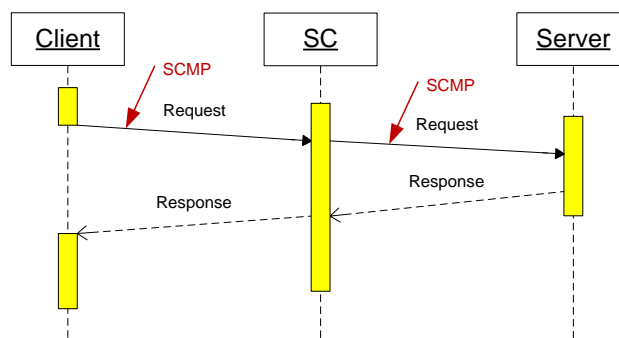 Client
SC
Server
SCMP
SCMP
Request
Request
Response
Response